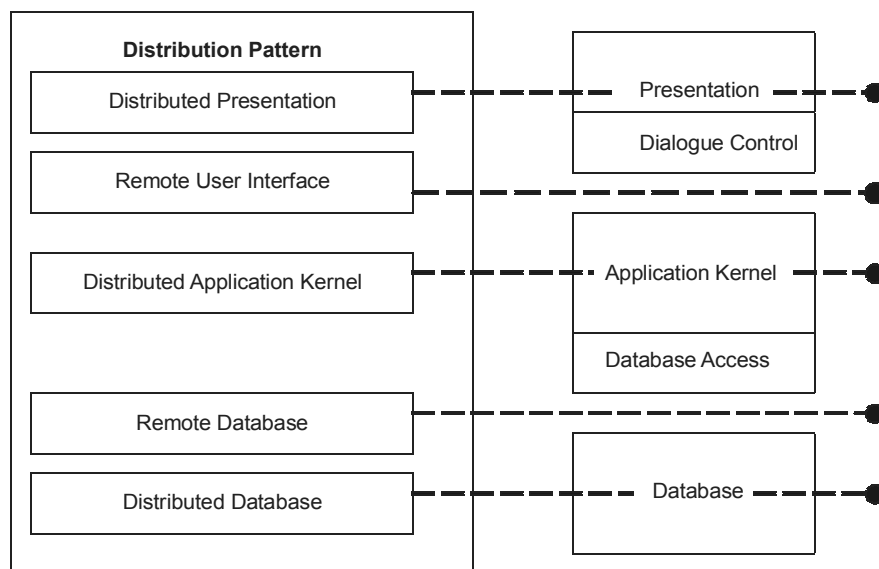 Distribution Pattern
Distributed Presentation
Remote User Interface
Distributed Application Kernel
Remote Database
Distributed Database
Presentation
Dialogue Control
Application Kernel
Database Access
Database